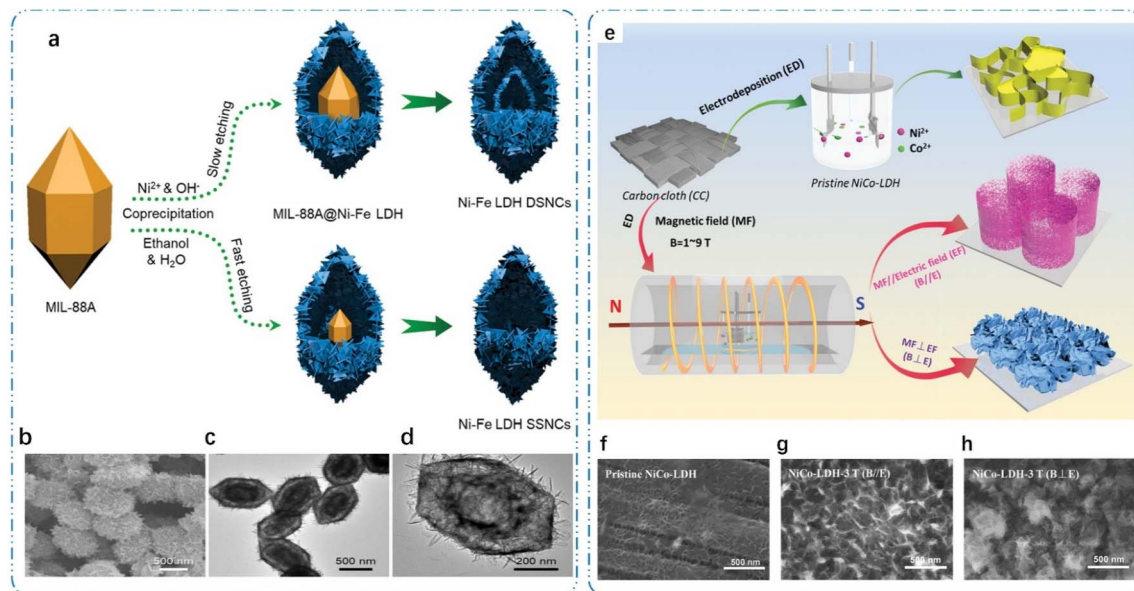 a
Slow etching
Ni²⁺ & OH⁻
Coprecipitation
Ethanol
& H₂O
Fast etching
MIL-88A
MIL-88A@Ni-Fe LDH
Ni-Fe LDH DSNCs
Ni-Fe LDH SSNCs
b
500 nm
c
500 nm
d
200 nm
e
Electrodeposition (ED)
Ni²⁺
Co²⁺
Carbon cloth (CC)
Pristine NiCo-LDH
ED
Magnetic field (MF)
B=1~9 T
N
S
MF//Electric field (EF)
(B//E)
MF⊥EF
(B⊥E)
f
Pristine NiCo-LDH
500 nm
g
NiCo-LDH-3 T (B//E)
500 nm
h
NiCo-LDH-3 T (B⊥E)
500 nm